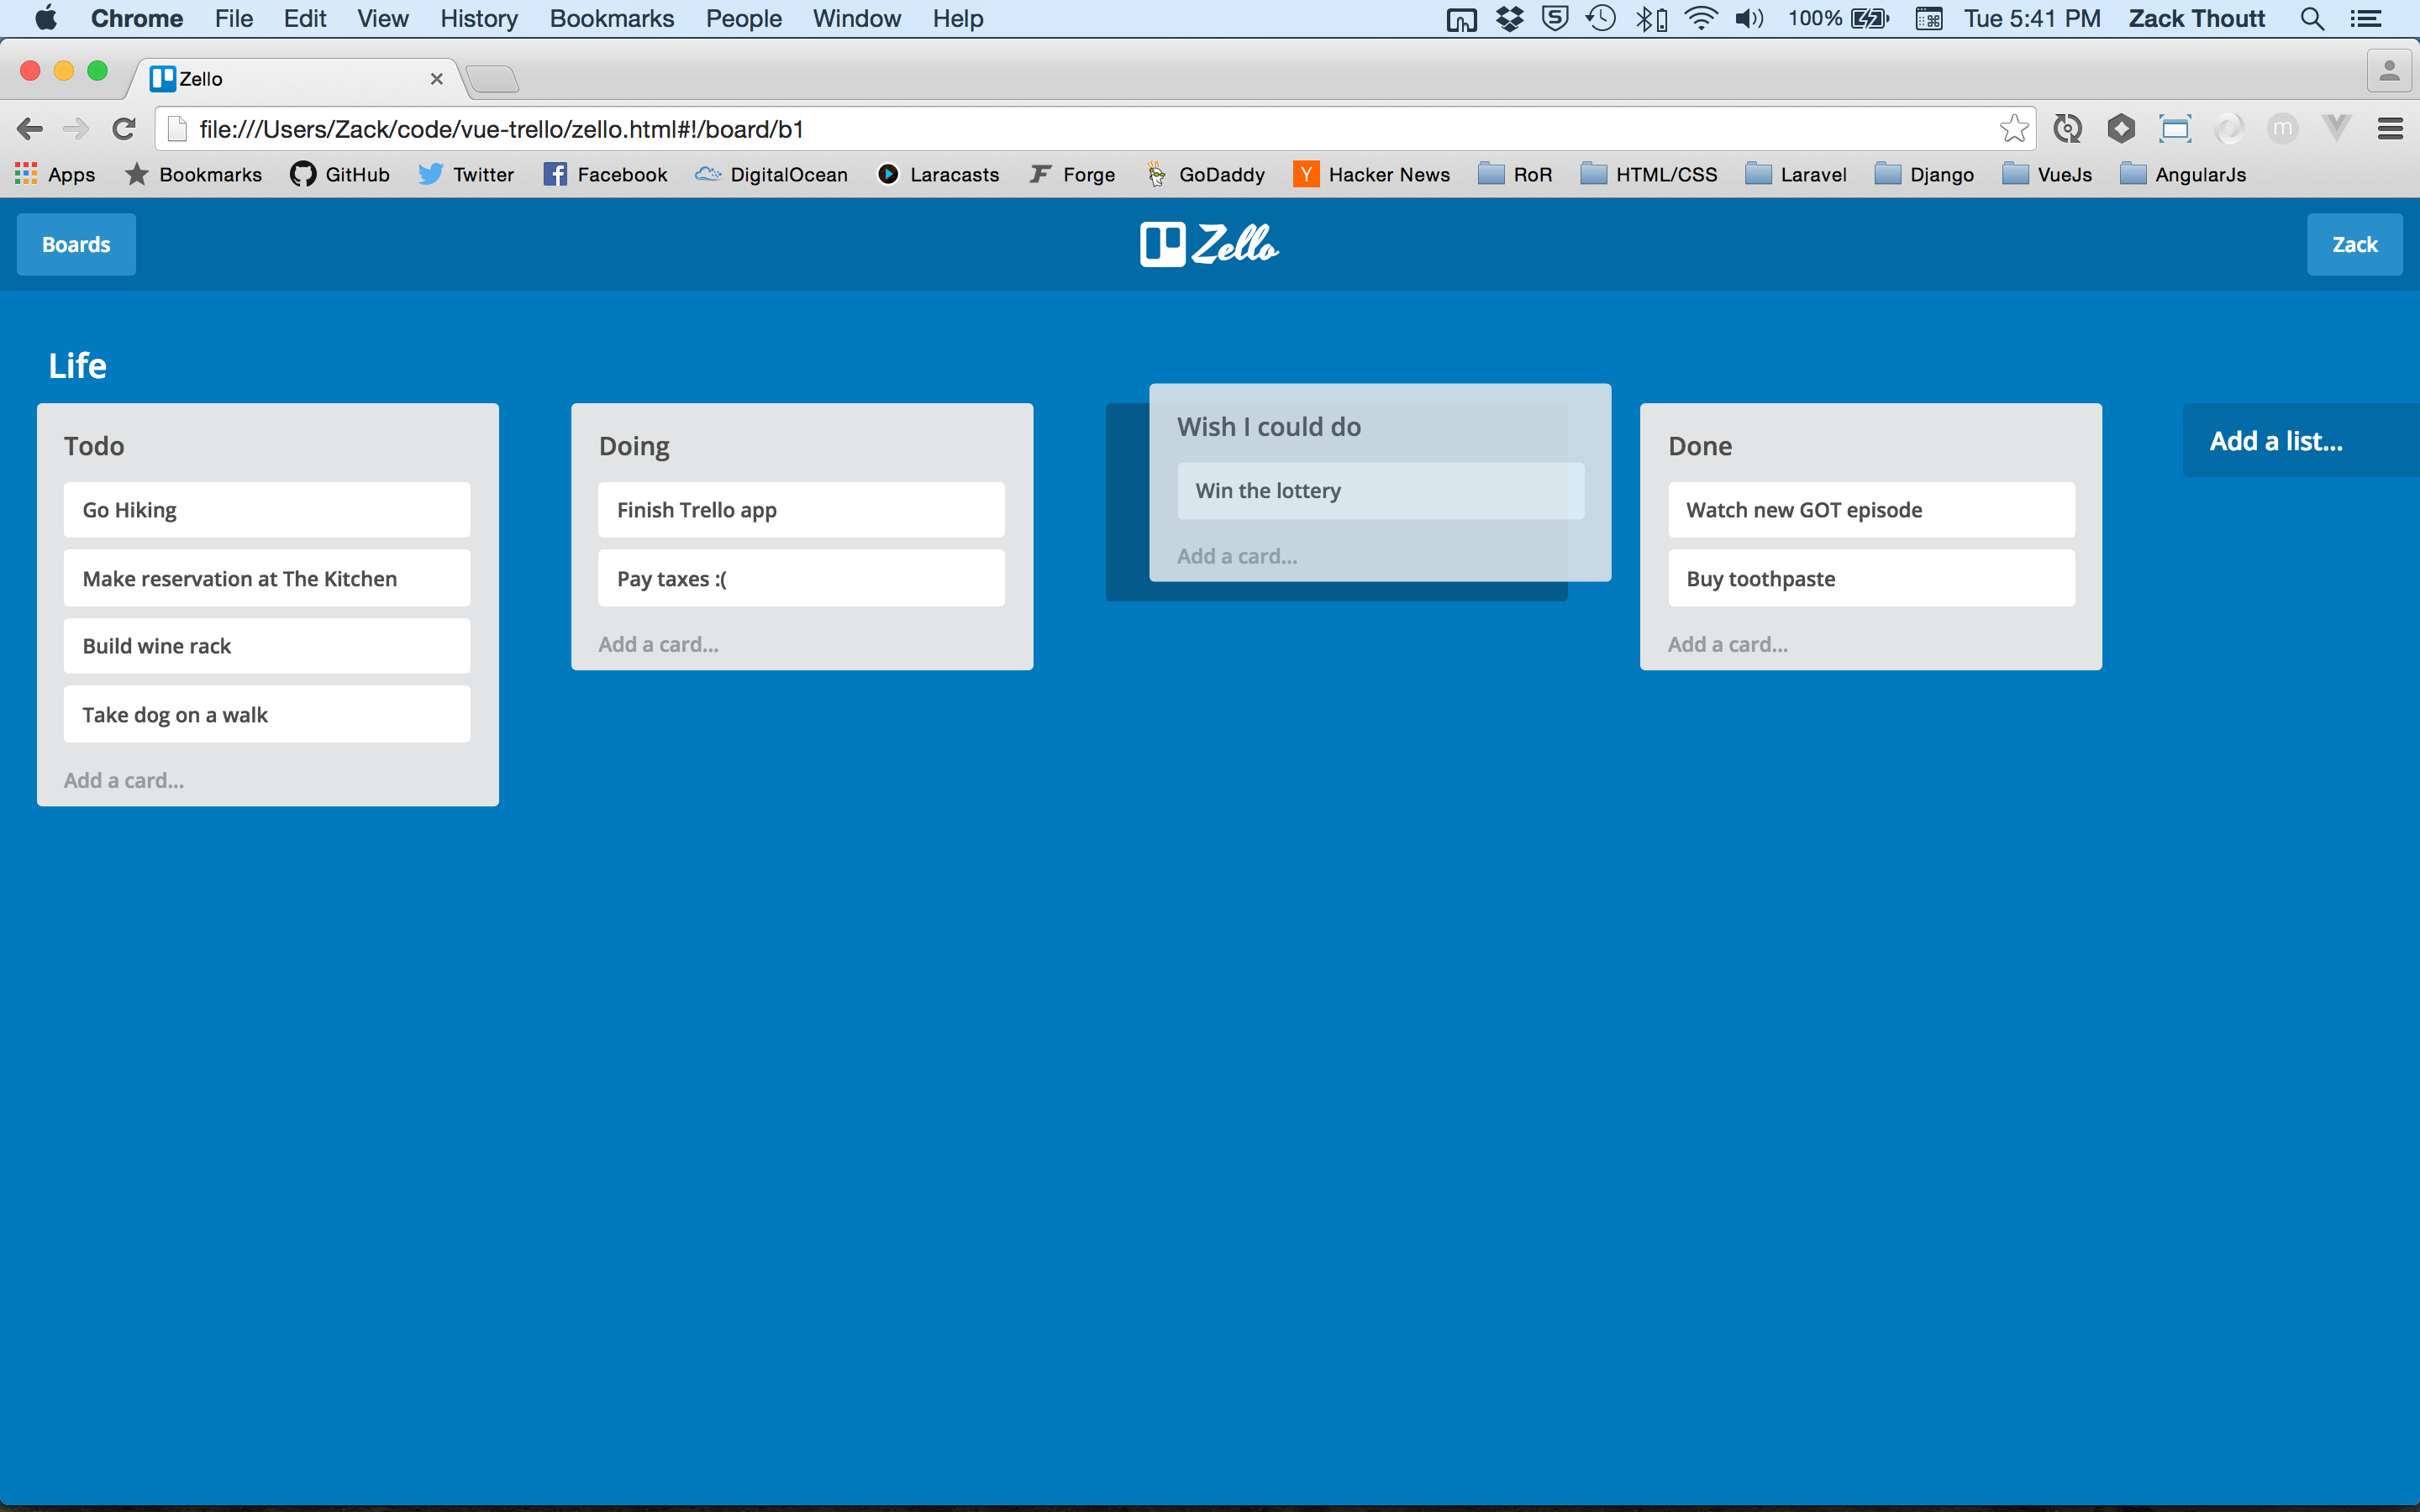 Chrome File Edit View History Bookmarks People Window Help 100% Tue 5:41 PM Zack Thoutt
Zello
file:///Users/Zack/code/vue-trello/zello.html#!/board/b1
Apps Bookmarks GitHub Twitter Facebook DigitalOcean Laracasts Forge GoDaddy Hacker News RoR HTML/CSS Laravel Django VueJs AngularJs
Boards
Zello
Zack
Life
Todo
Go Hiking
Make reservation at The Kitchen
Build wine rack
Take dog on a walk
Add a card...
Doing
Finish Trello app
Pay taxes :(
Add a card...
Wish I could do
Win the lottery
Add a card...
Done
Watch new GOT episode
Buy toothpaste
Add a card...
Add a list...